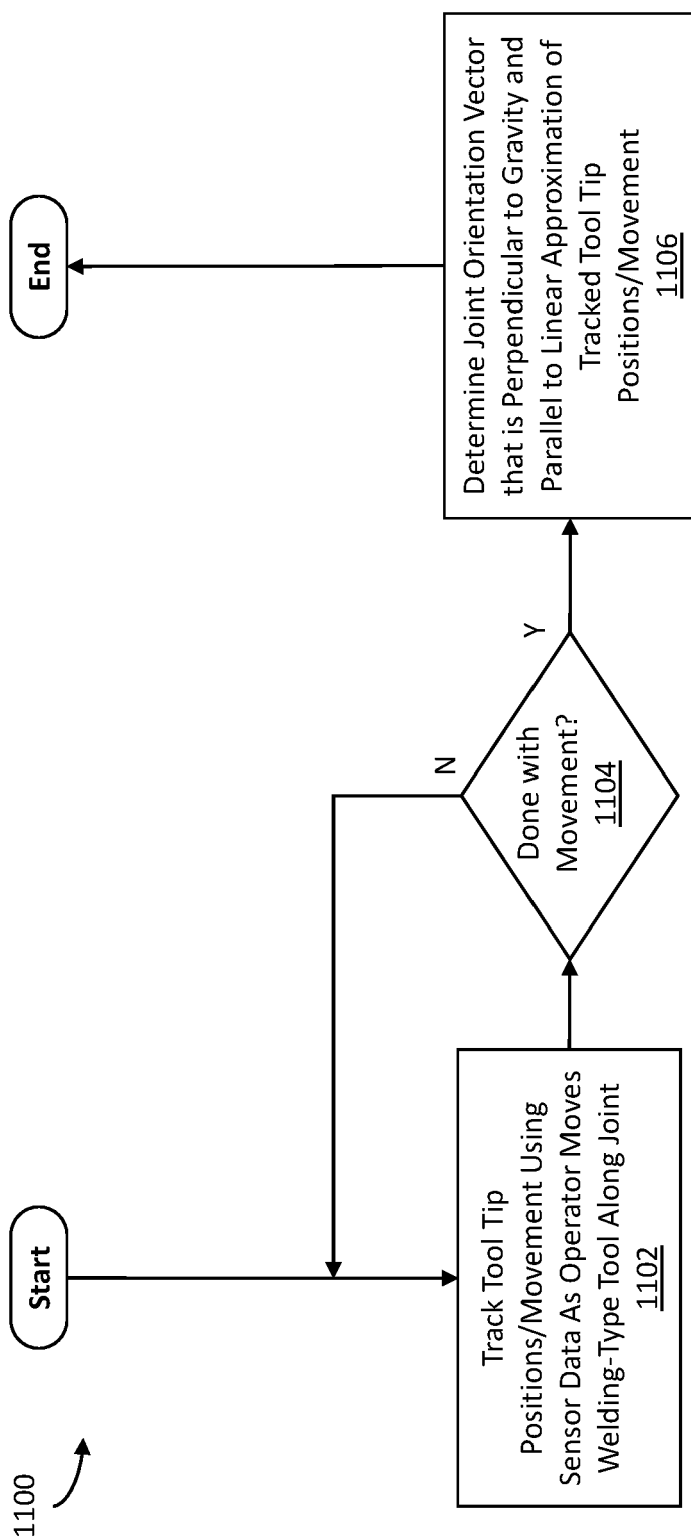 1100
Start
Track Tool Tip
Positions/Movement Using
Sensor Data As Operator Moves
Welding-Type Tool Along Joint
1102
Done with
Movement?
1104
N
Y
Determine Joint Orientation Vector
that is Perpendicular to Gravity and
Parallel to Linear Approximation of
Tracked Tool Tip
Positions/Movement
1106
End